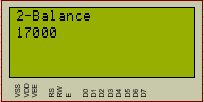 2-Balance
17000
VSS
VDD
VEE
RS
RW
E
D0
D1
D2
D3
D4
D5
D6
D7